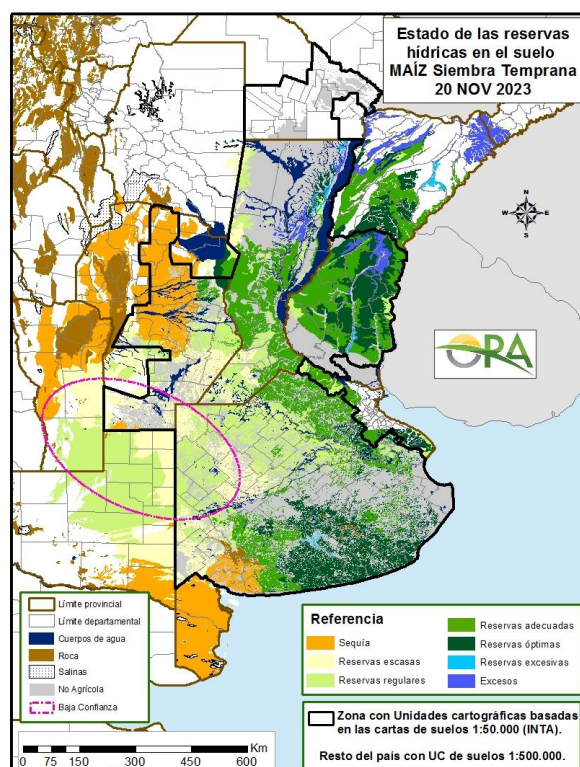 Estado de las reservas
hídricas en el suelo
MAÍZ Siembra Temprana
20 NOV 2023
N
W
E
S
ORA
Límite provincial
Límite departamental
Cuerpos de agua
Roca
Salinas
No Agrícola
Baja Confianza
0 75 150 300 450 600
Km
Referencia
Sequía
Reservas escasas
Reservas regulares
Reservas adecuadas
Reservas óptimas
Reservas excesivas
Excesos
Zona con Unidades cartográficas basadas
en las cartas de suelos 1:50.000 (INTA).
Resto del país con UC de suelos 1:500.000.